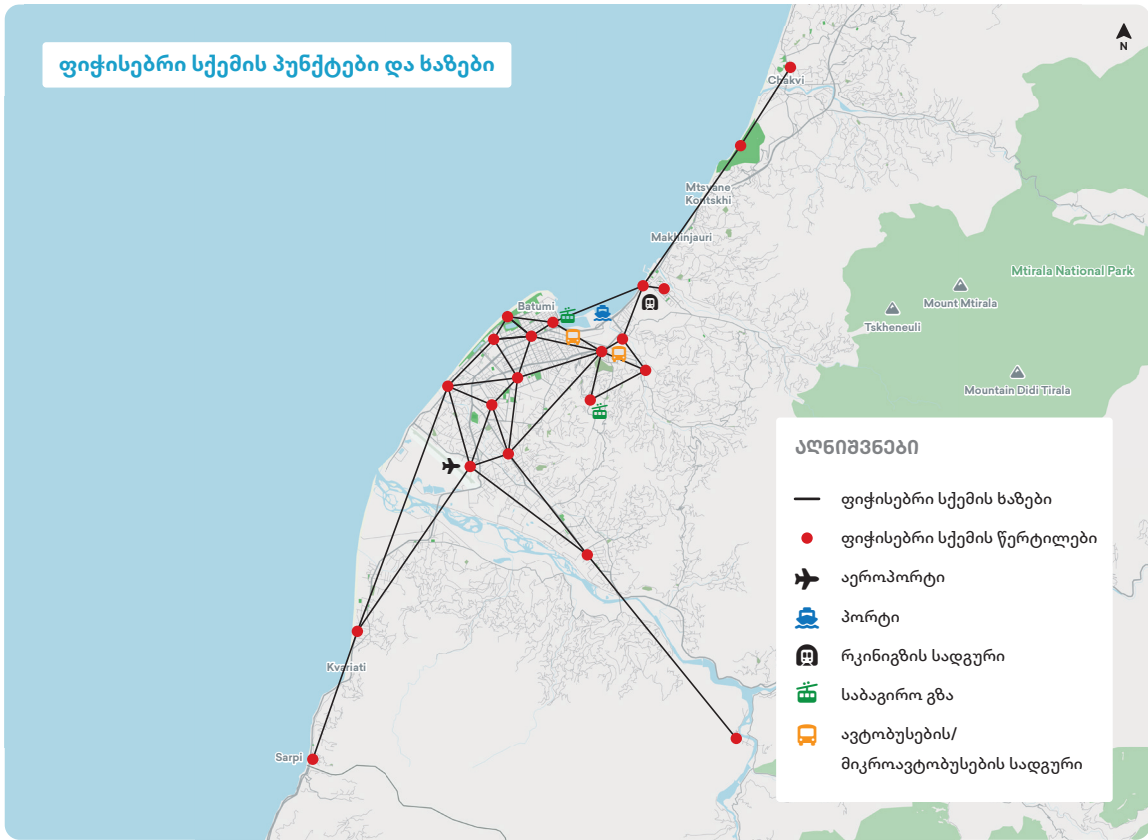 ფიჭისებრი სქემის პუნქტები და ხაზები
N
Chakvi
Mtsvane
Kontskhi
Makhinjauri
Mtirala National Park
Mount Mtirala
Tskheneuli
Batumi
Mountain Didi Tirala
აღნიშვნები
ფიჭისებრი სქემის ხაზები
ფიჭისებრი სქემის წერტილები
აეროპორტი
პორტი
რკინიგზის სადგური
საბაგირო გზა
ავტობუსების/
მიკროავტობუსების სადგური
Kvariati
Sarpi